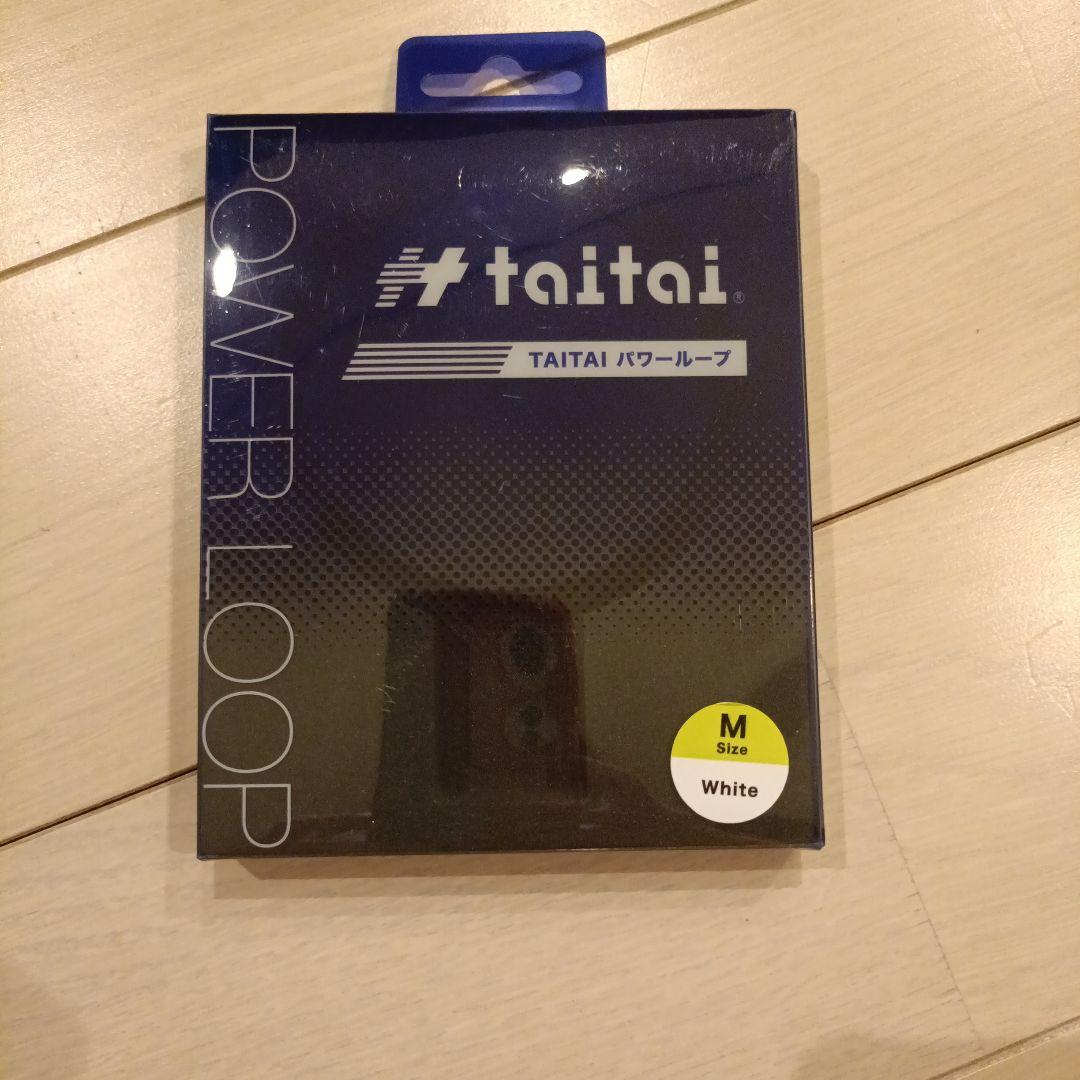 POWER LOOP
taitai®
TAITAI パワーループ
M
Size
White